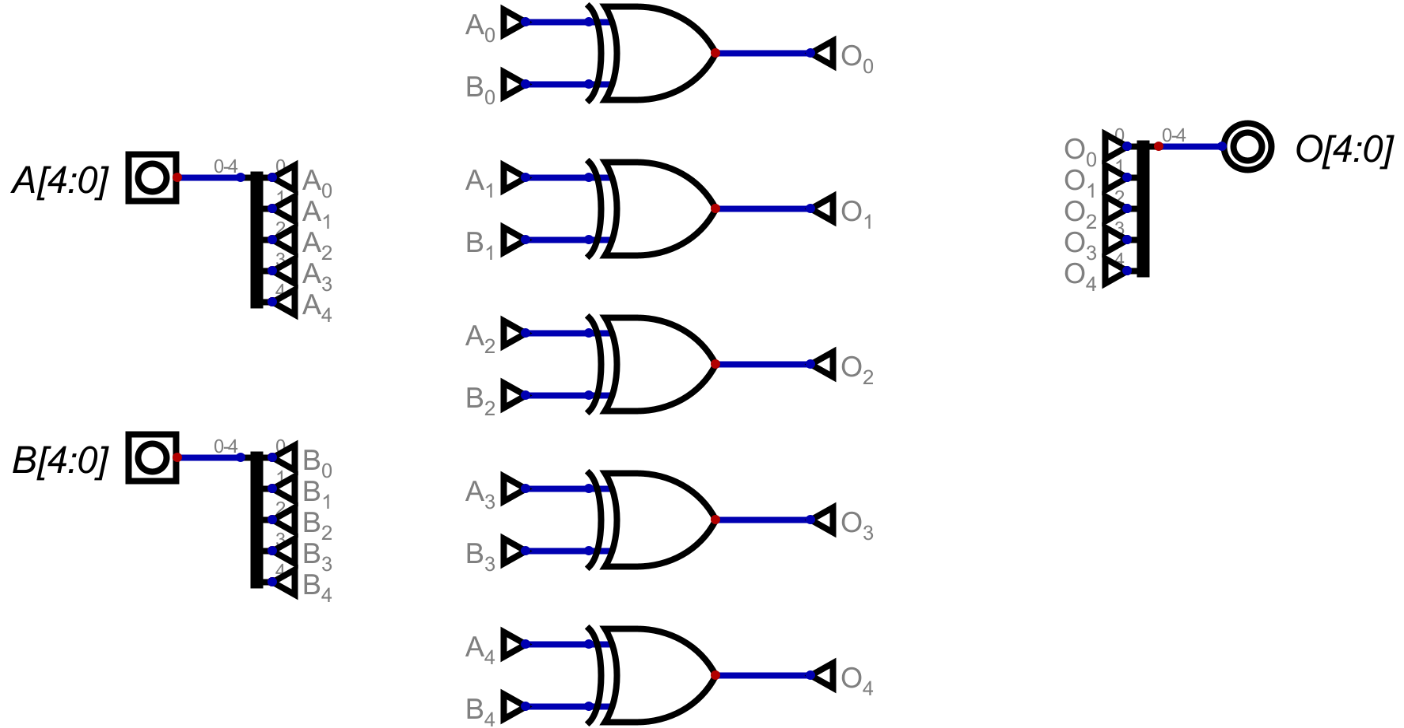 A[4:0]
0-4
0
A₀
1
A₁
2
A₂
3
A₃
4
A₄
B[4:0]
0-4
0
B₀
1
B₁
2
B₂
3
B₃
4
B₄
A₀
B₀
O₀
A₁
B₁
O₁
A₂
B₂
O₂
A₃
B₃
O₃
A₄
B₄
O₄
O₀
0
O₁
1
O₂
2
O₃
3
O₄
4
0-4
O[4:0]